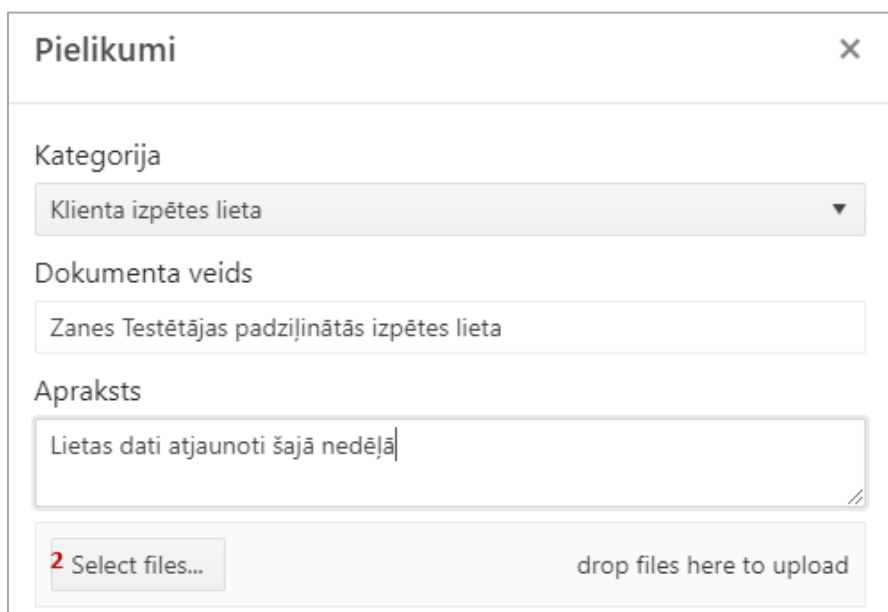 Pielikumi ×
Kategorija
Klienta izpētes lieta
Dokumenta veids
Zanes Testētājas padziļinātās izpētes lieta
Apraksts
Lietas dati atjaunoti šajā nedēļā
2 Select files... drop files here to upload